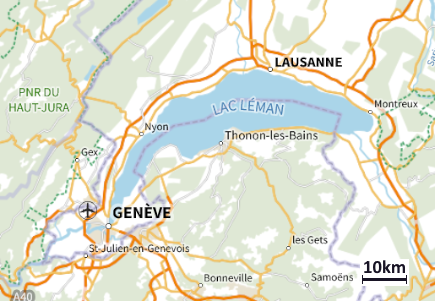 LAUSANNE
PNR DU
HAUT-JURA
LAC LÉMAN
Montreux
Nyon
Thonon-les-Bains
Gex
GENÈVE
les Gets
St-Julien-en-Genevois
Bonneville
Samoëns
10km
A40